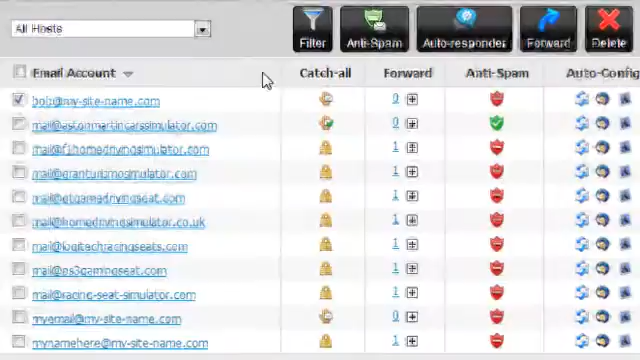 All Hosts
Filter Anti-Spam Auto-responder Forward Delete
Email Account Catch-all Forward Anti-Spam Auto-Config
bob@my-site-name.com 0
mail@astonmartincarssimulator.com 0
mail@f1homedrivingsimulator.com 1
mail@granturizmosimulator.com 1
mail@gtgamingseat.com 1
mail@homedrivingsimulator.co.uk 1
mail@logitechracingseats.com 1
mail@ps3gamingseat.com 1
mail@racing-seat-simulator.com 1
myemail@my-site-name.com 0
mynamehere@my-site-name.com 1